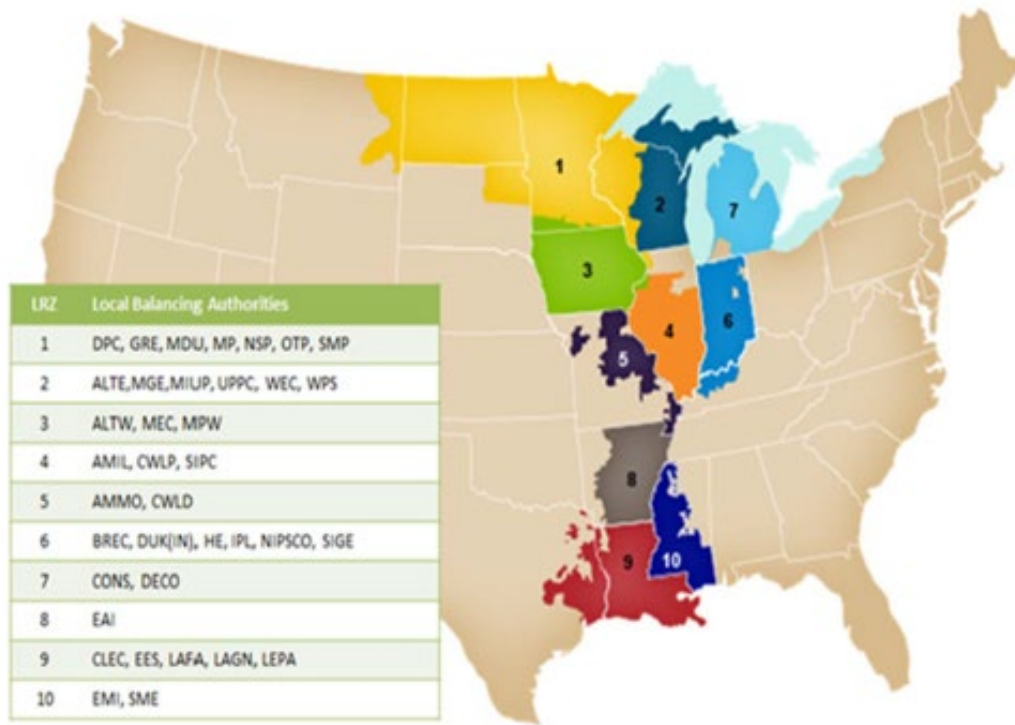 1
2
7
3
4
6
5
8
9
10
LRZ Local Balancing Authorities
1 DPC, GRE, MDU, MP, NSP, OTP, SMP
2 ALTE,MGE,MIUP, UPPC, WEC, WPS
3 ALTW, MEC, MPW
4 AMIL, CWLP, SIPC
5 AMMO, CWLD
6 BREC, DUK(IN), HE, IPL, NIPSCO, SIGE
7 CONS, DECO
8 EAI
9 CLEC, EES, LAFA, LAGN, LEPA
10 EMI, SME